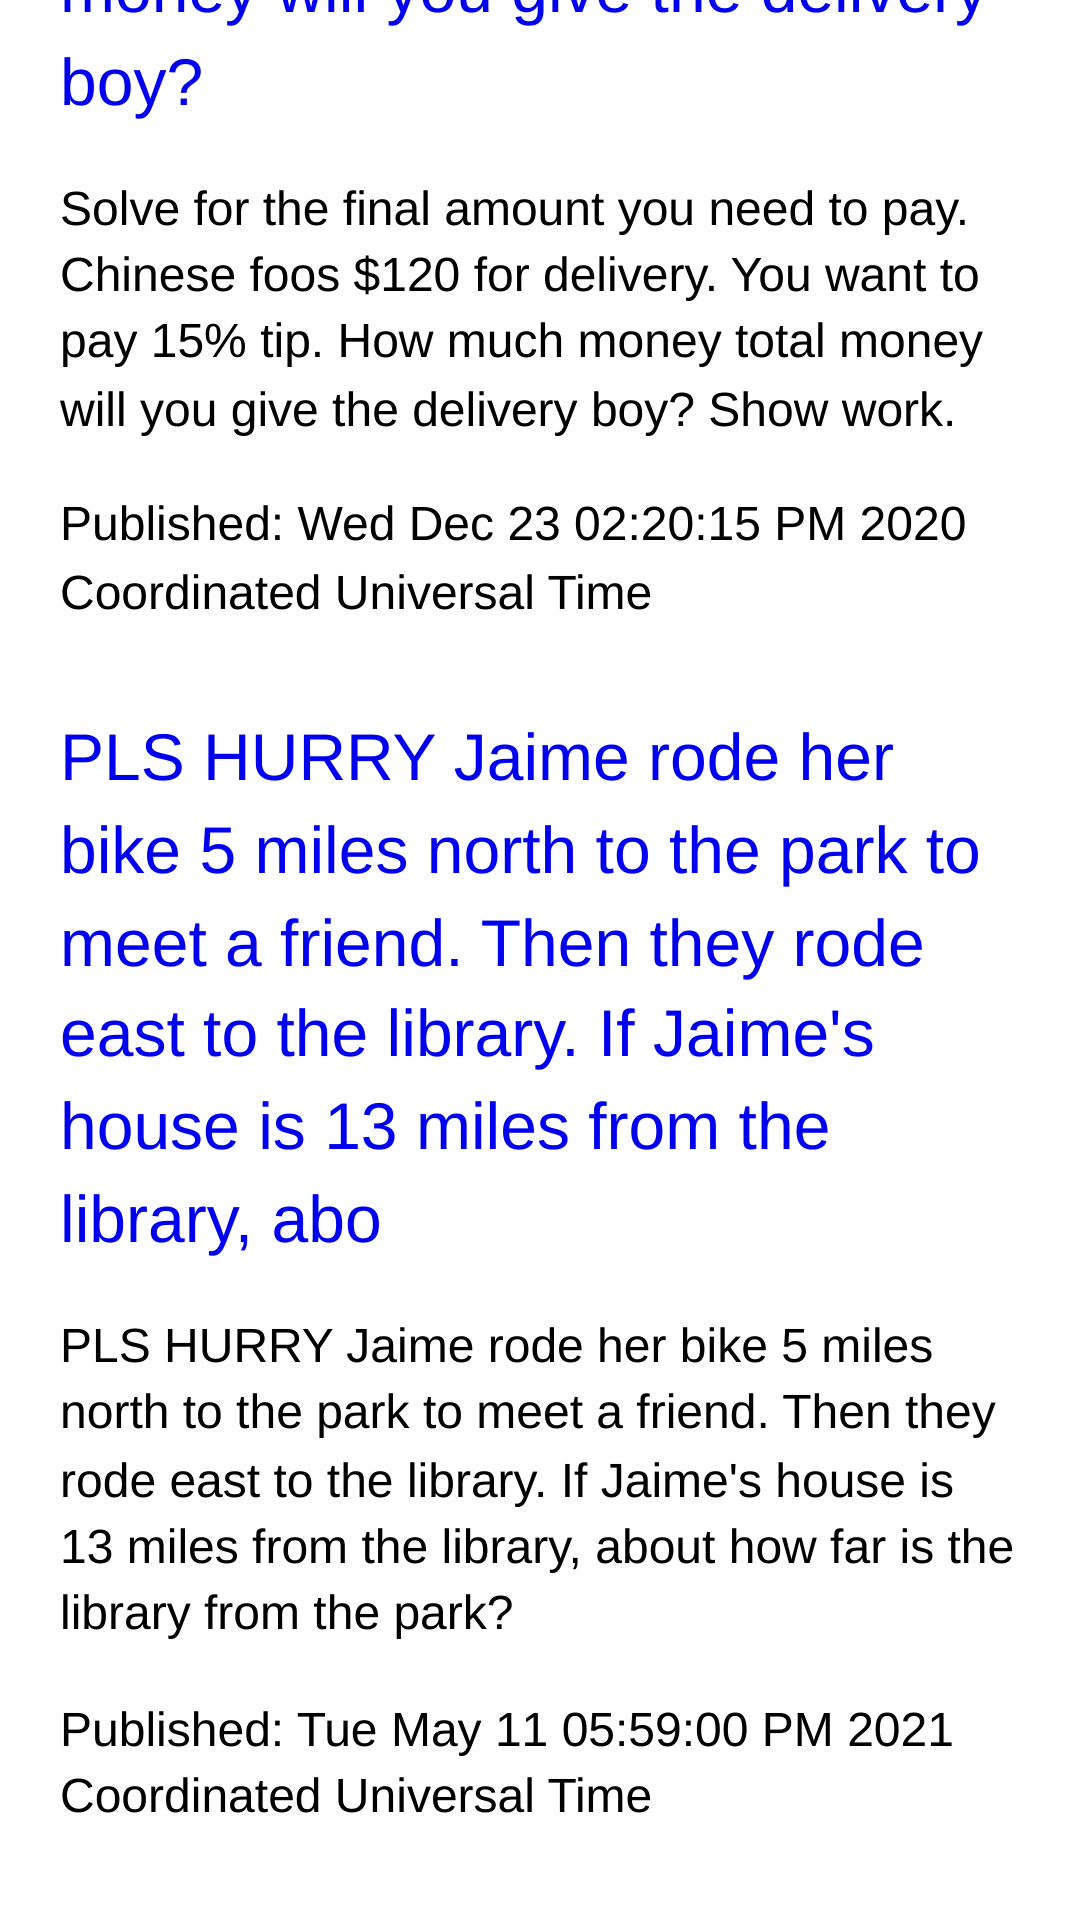 money will you give the delivery
boy?
Solve for the final amount you need to pay.
Chinese foos $120 for delivery. You want to
pay 15% tip. How much money total money
will you give the delivery boy? Show work.
Published: Wed Dec 23 02:20:15 PM 2020
Coordinated Universal Time
PLS HURRY Jaime rode her
bike 5 miles north to the park to
meet a friend. Then they rode
east to the library. If Jaime's
house is 13 miles from the
library, abo
PLS HURRY Jaime rode her bike 5 miles
north to the park to meet a friend. Then they
rode east to the library. If Jaime's house is
13 miles from the library, about how far is the
library from the park?
Published: Tue May 11 05:59:00 PM 2021
Coordinated Universal Time